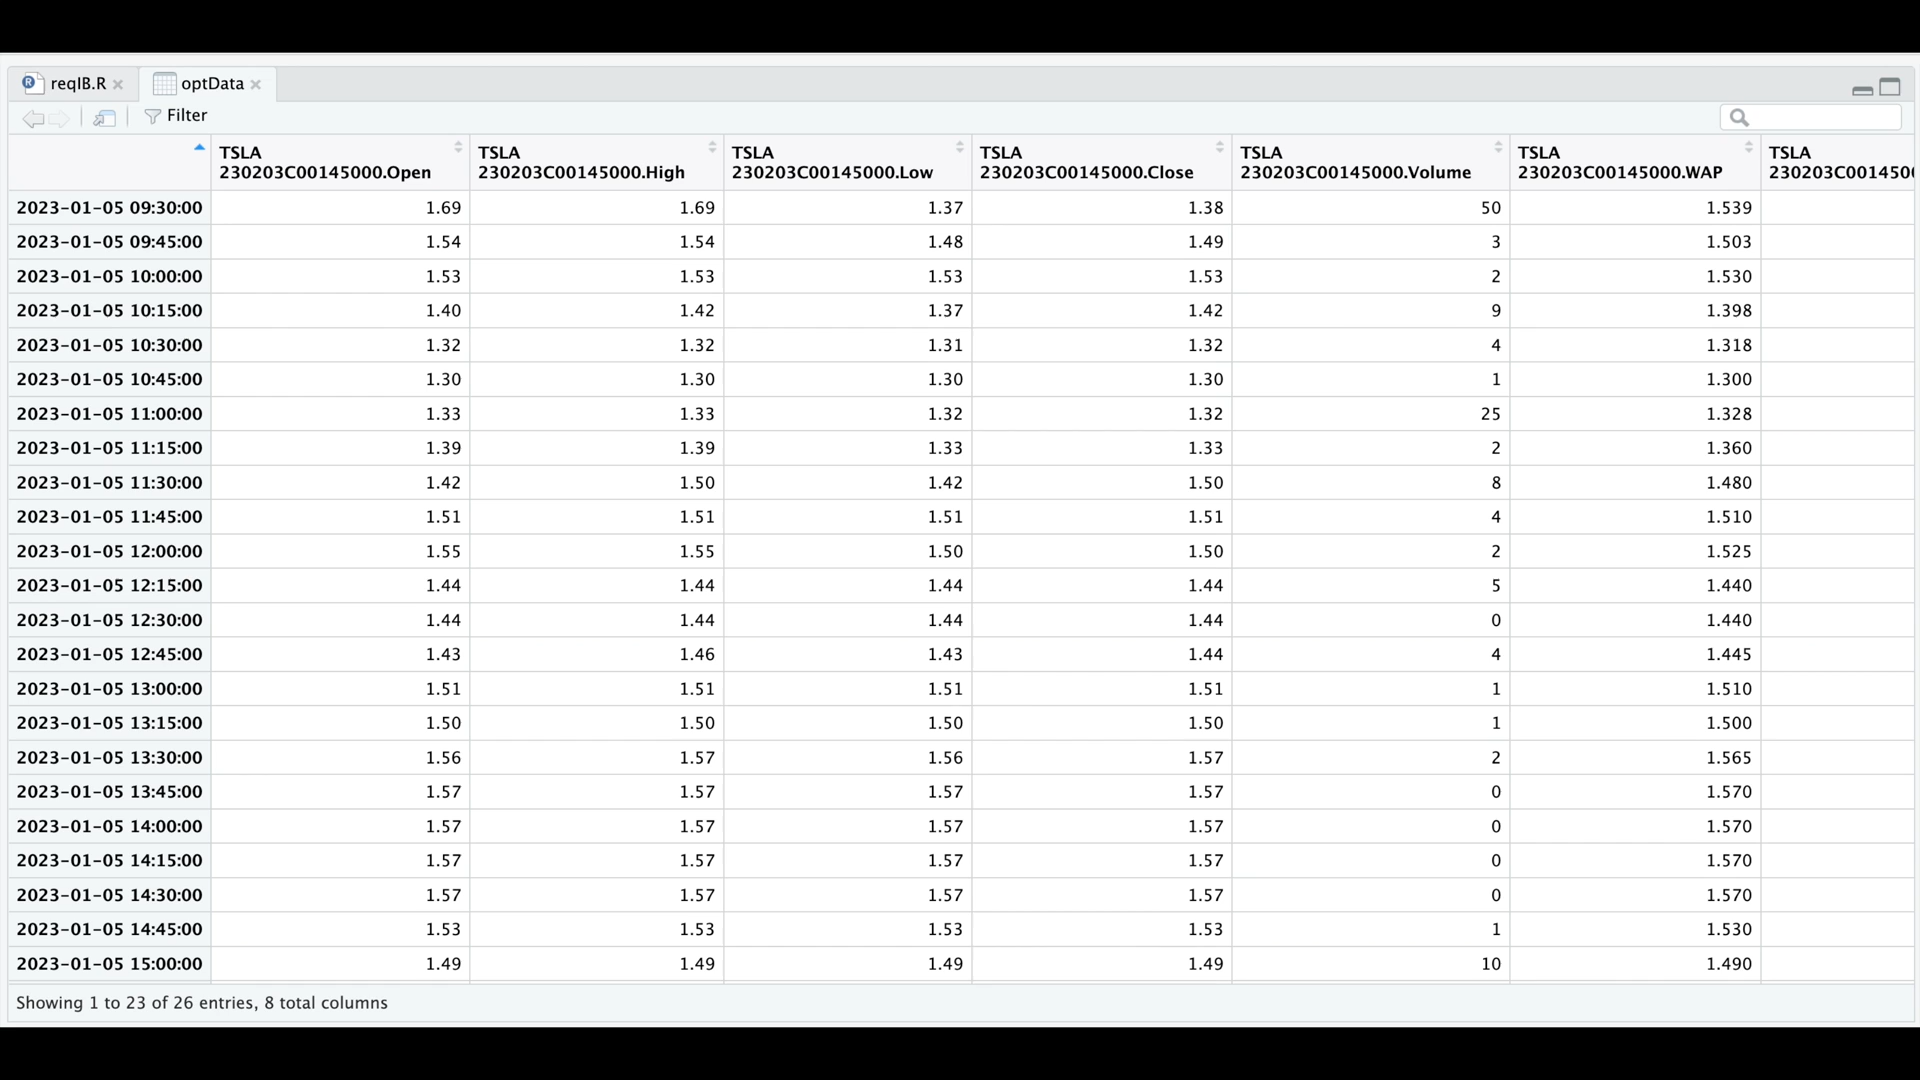 reqIB.R optData
Filter
TSLA 230203C00145000.Open TSLA 230203C00145000.High TSLA 230203C00145000.Low TSLA 230203C00145000.Close TSLA 230203C00145000.Volume TSLA 230203C00145000.WAP TSLA
2023-01-05 09:30:00 1.69 1.69 1.37 1.38 50 1.539
2023-01-05 09:45:00 1.54 1.54 1.48 1.49 3 1.503
2023-01-05 10:00:00 1.53 1.53 1.53 1.53 2 1.530
2023-01-05 10:15:00 1.40 1.42 1.37 1.42 9 1.398
2023-01-05 10:30:00 1.32 1.32 1.31 1.32 4 1.318
2023-01-05 10:45:00 1.30 1.30 1.30 1.30 1 1.300
2023-01-05 11:00:00 1.33 1.33 1.32 1.32 25 1.328
2023-01-05 11:15:00 1.39 1.39 1.33 1.33 2 1.360
2023-01-05 11:30:00 1.42 1.50 1.42 1.50 8 1.480
2023-01-05 11:45:00 1.51 1.51 1.51 1.51 4 1.510
2023-01-05 12:00:00 1.55 1.55 1.50 1.50 2 1.525
2023-01-05 12:15:00 1.44 1.44 1.44 1.44 5 1.440
2023-01-05 12:30:00 1.44 1.44 1.44 1.44 0 1.440
2023-01-05 12:45:00 1.43 1.46 1.43 1.44 4 1.445
2023-01-05 13:00:00 1.51 1.51 1.51 1.51 1 1.510
2023-01-05 13:15:00 1.50 1.50 1.50 1.50 1 1.500
2023-01-05 13:30:00 1.56 1.57 1.56 1.57 2 1.565
2023-01-05 13:45:00 1.57 1.57 1.57 1.57 0 1.570
2023-01-05 14:00:00 1.57 1.57 1.57 1.57 0 1.570
2023-01-05 14:15:00 1.57 1.57 1.57 1.57 0 1.570
2023-01-05 14:30:00 1.57 1.57 1.57 1.57 0 1.570
2023-01-05 14:45:00 1.53 1.53 1.53 1.53 1 1.530
2023-01-05 15:00:00 1.49 1.49 1.49 1.49 10 1.490
Showing 1 to 23 of 26 entries, 8 total columns